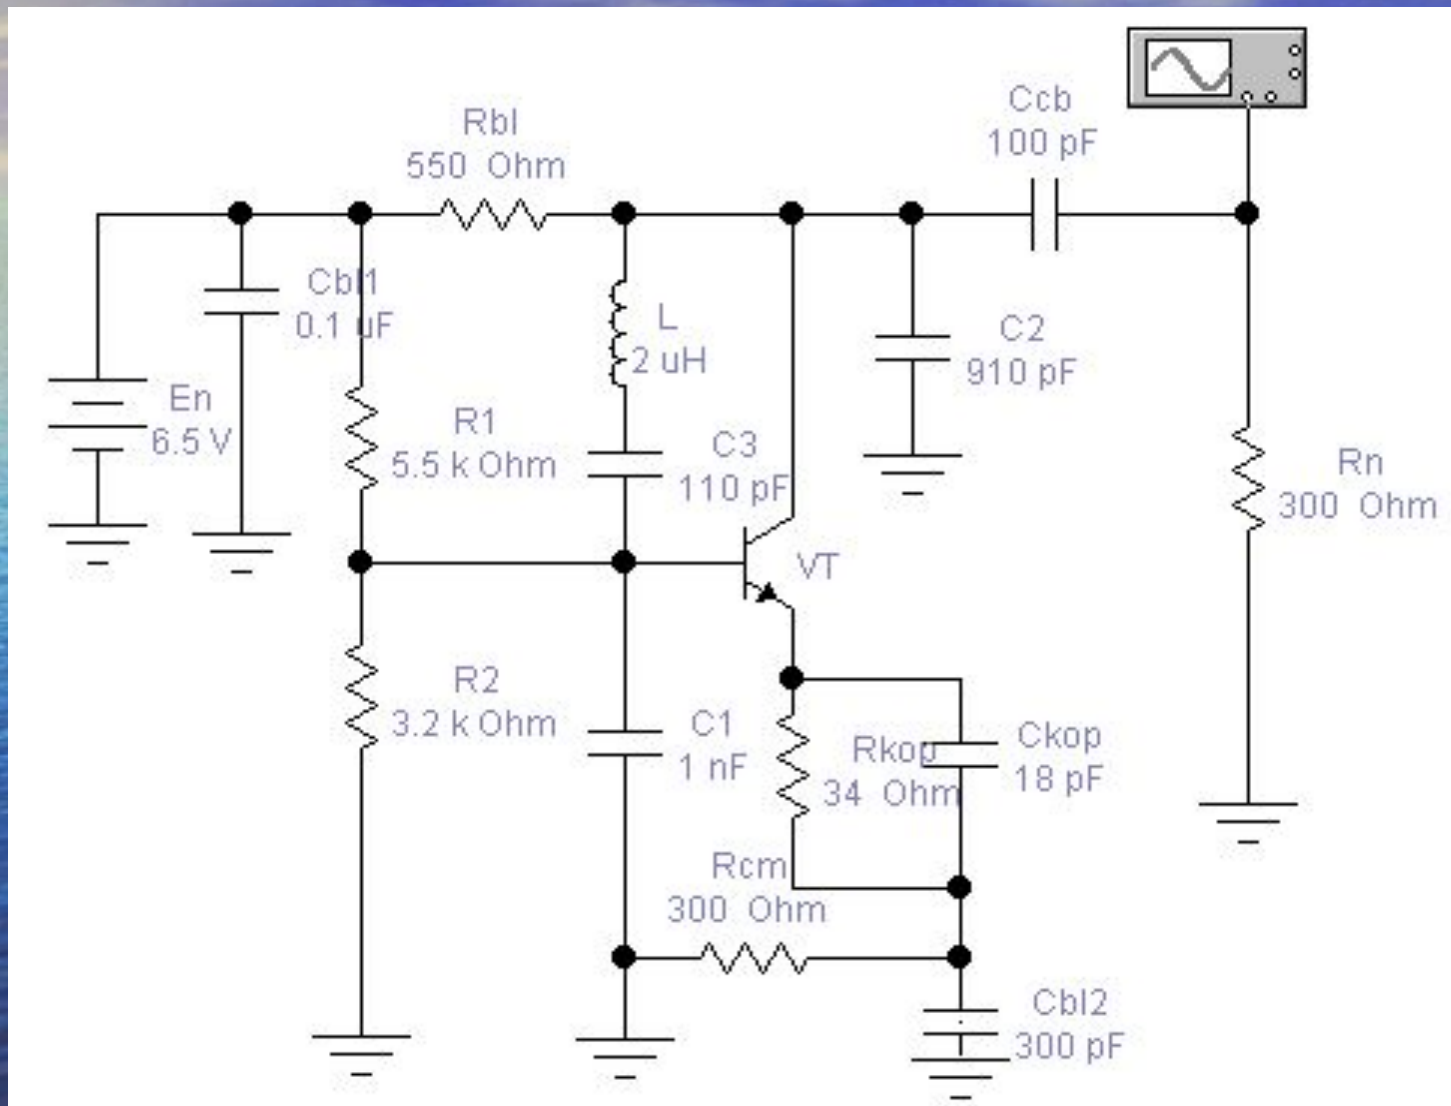 Ccb
100 pF
Rbl
550 Ohm
Cbl1
0.1 uF
L
2 uH
C2
910 pF
En
6.5 V
R1
5.5 k Ohm
C3
110 pF
Rn
300 Ohm
VT
R2
3.2 k Ohm
C1
1 nF
Rkop
34 Ohm
Ckop
18 pF
Rcm
300 Ohm
Cbl2
300 pF